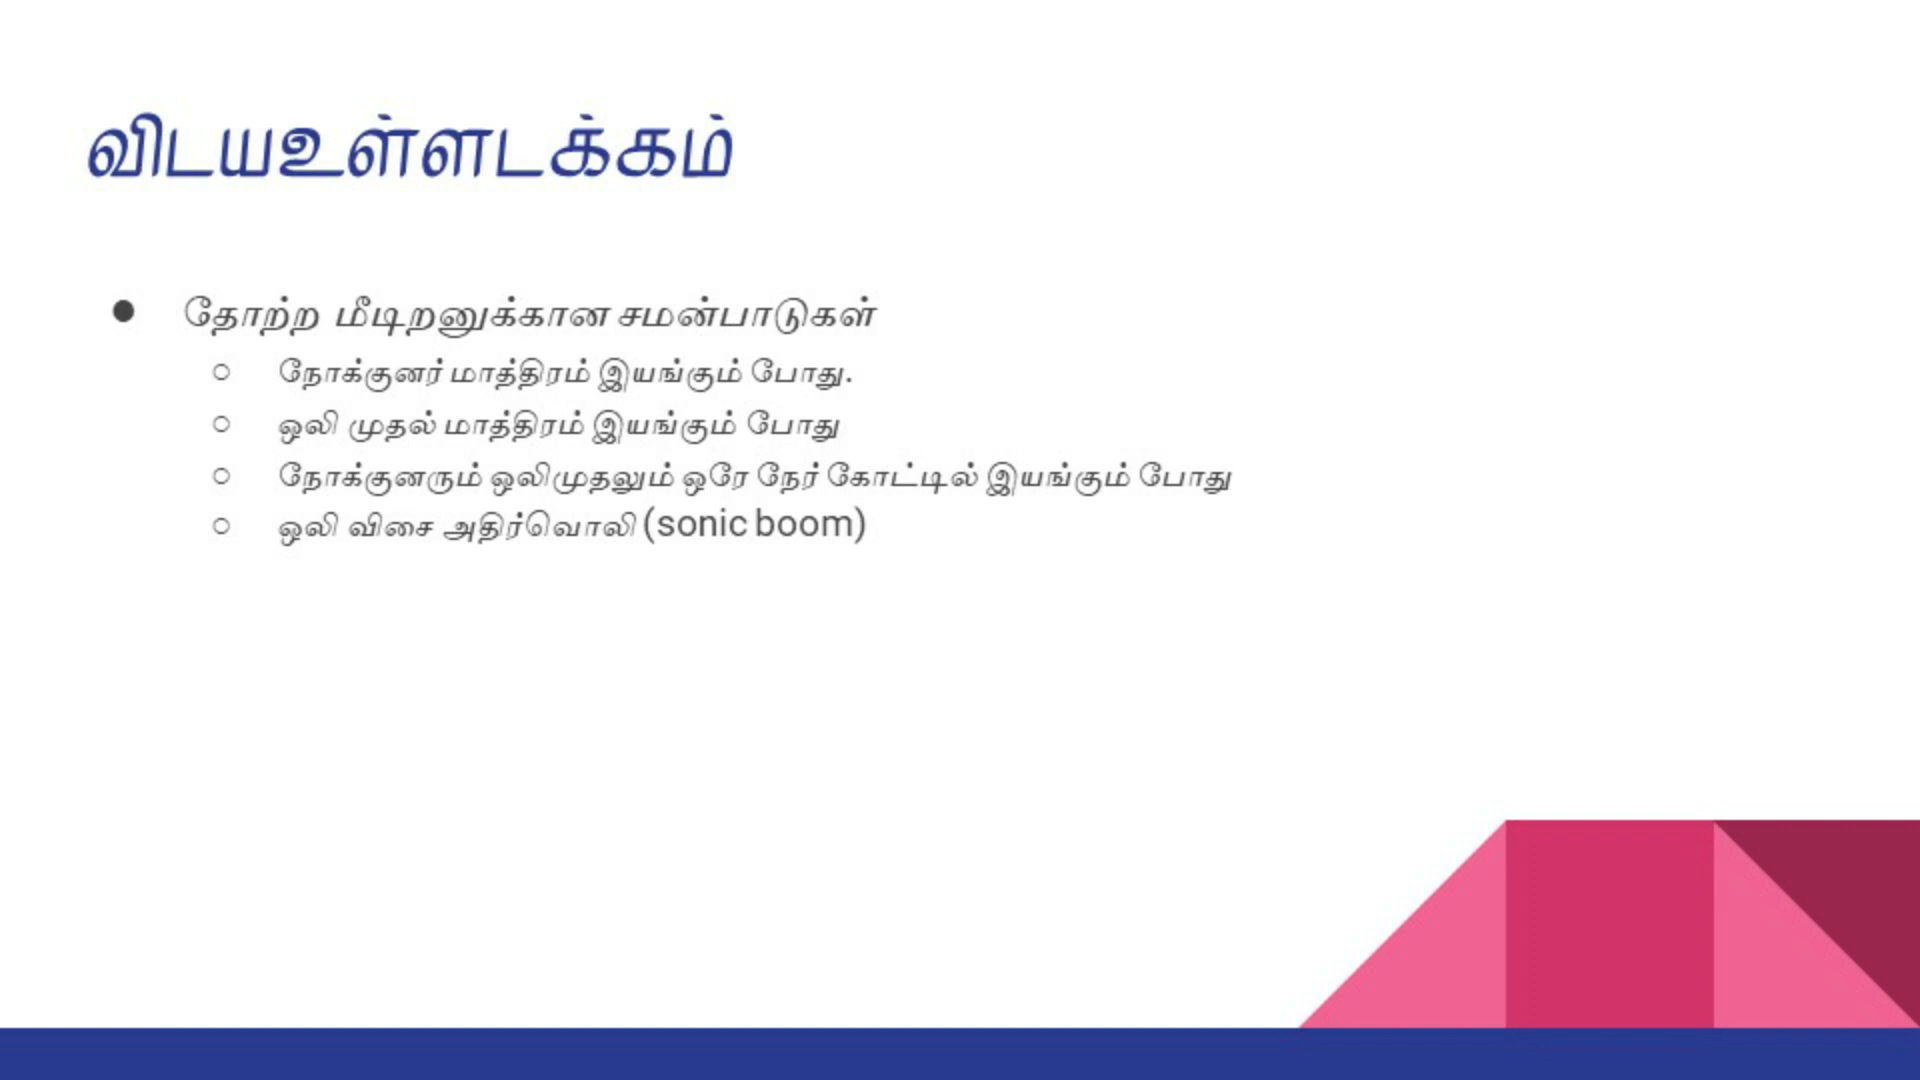 விடயஉள்ளடக்கம்
● தோற்ற மீடிறனுக்கான சமன்பாடுகள்
○ நோக்குனர் மாத்திரம் இயங்கும் போது.
○ ஒலி முதல் மாத்திரம் இயங்கும் போது
○ நோக்குனரும் ஒலிமுதலும் ஒரே நேர் கோட்டில் இயங்கும் போது
○ ஒலி விசை அதிர்வொலி (sonic boom)